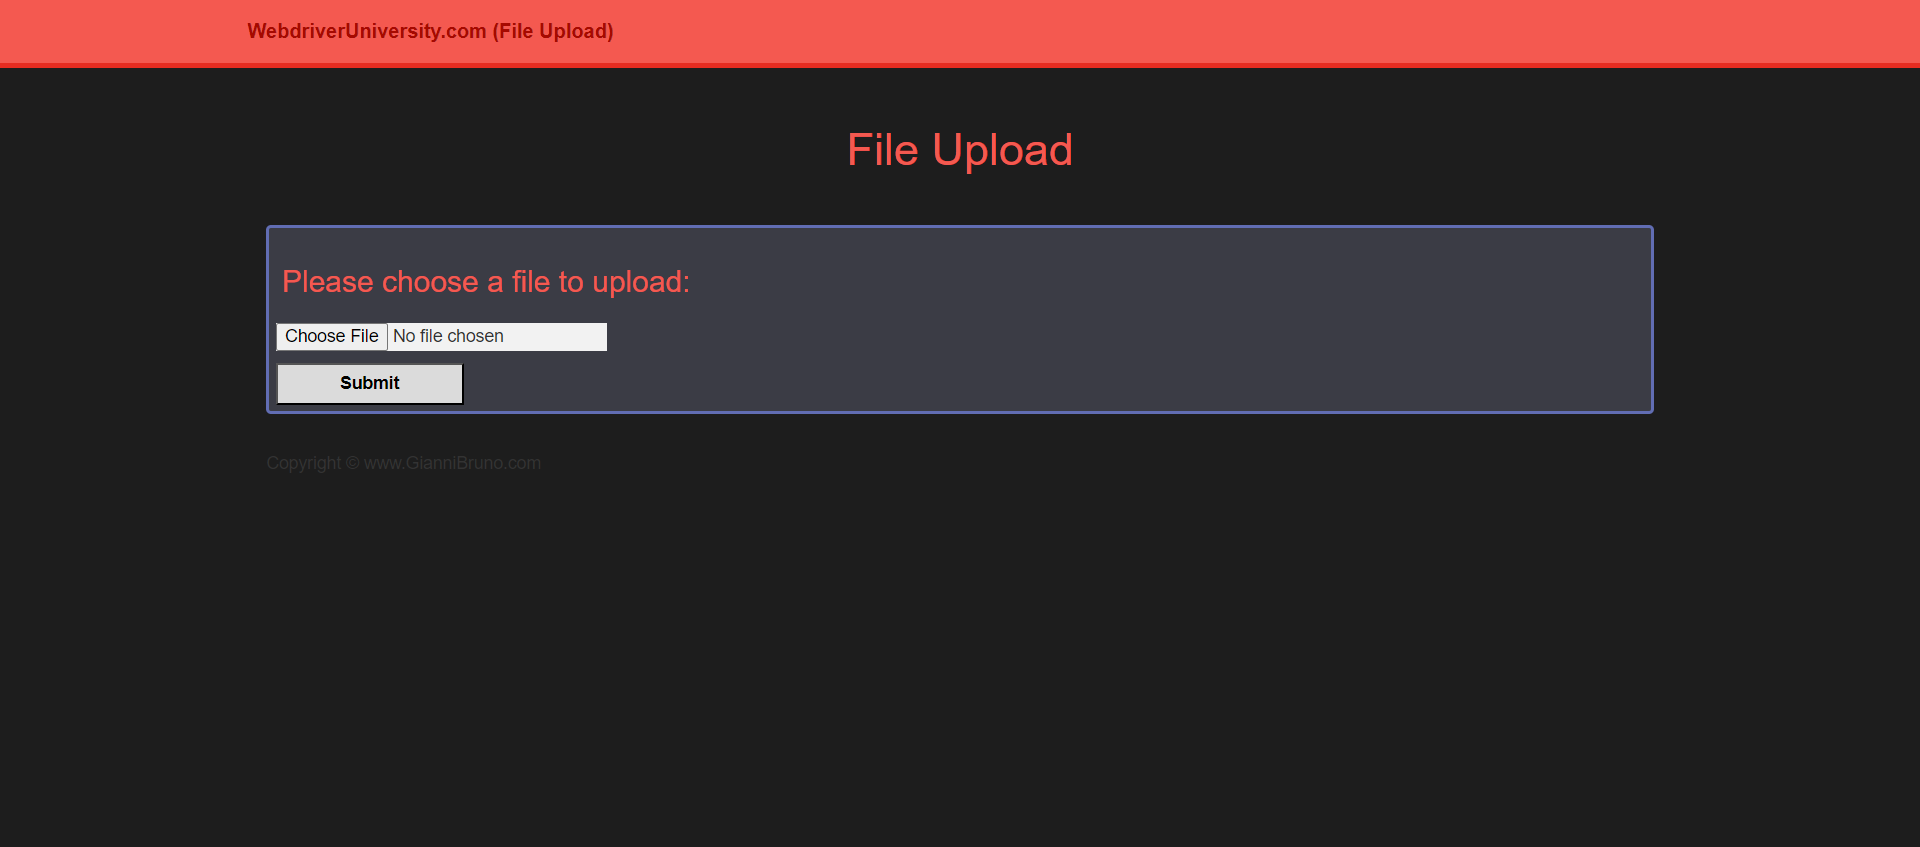 WebdriverUniversity.com (File Upload)
File Upload
Please choose a file to upload:
Choose File No file chosen
Submit
Copyright © www.GianniBruno.com